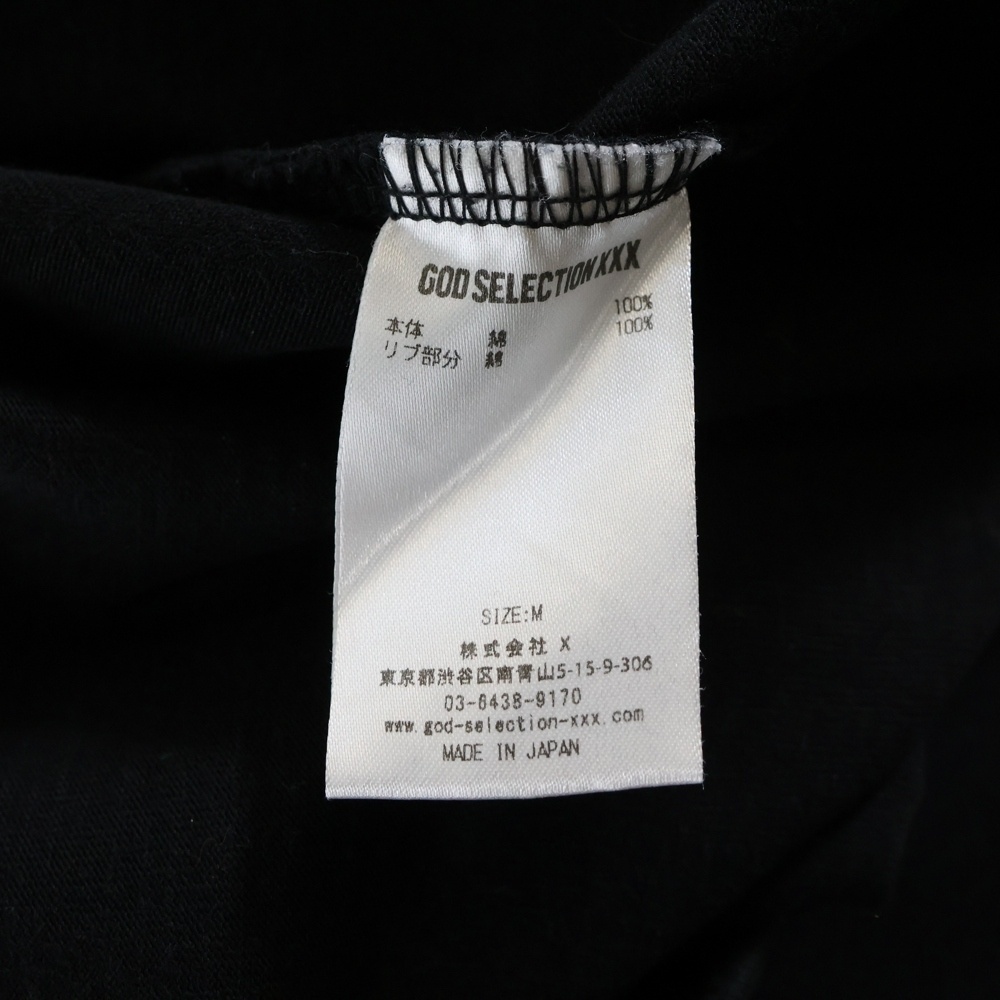 GOD SELECTION XXX
本体 綿 100%
リブ部分 綿 100%
SIZE:M
株式会社 X
東京都渋谷区南青山5-15-9-306
03-6438-9170
www.god-selection-xxx.com
MADE IN JAPAN